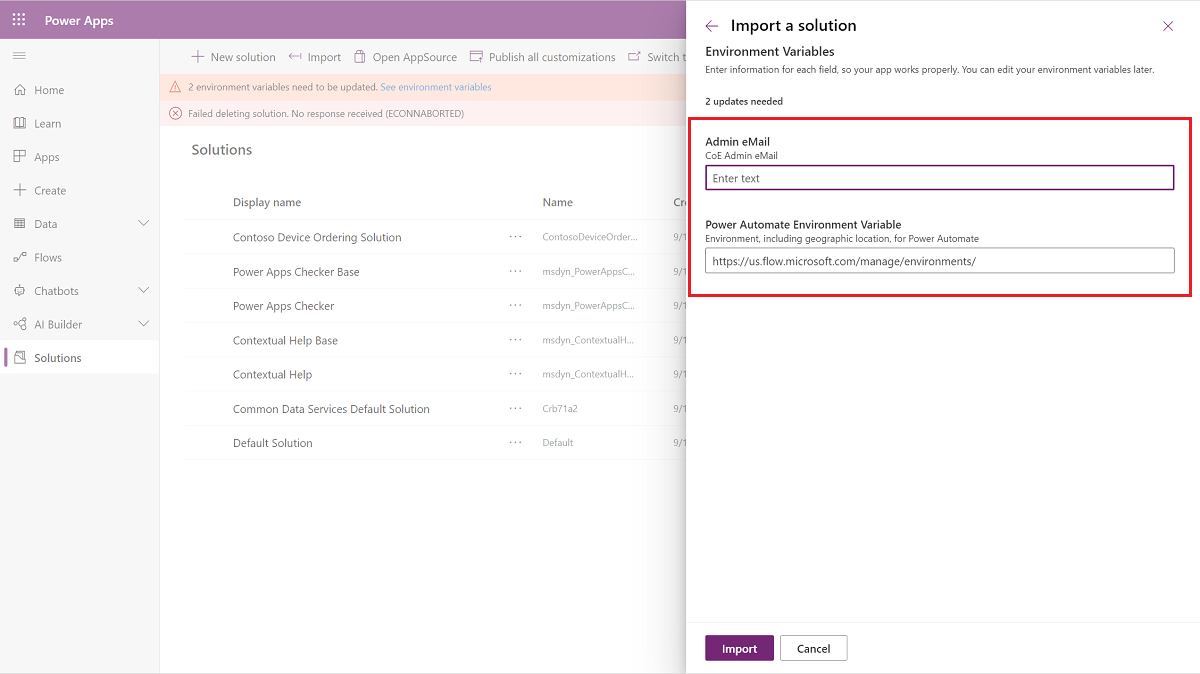 Power Apps
Home
Learn
Apps
Create
Data
Flows
Chatbots
AI Builder
Solutions
New solution Import Open AppSource Publish all customizations Switch t
2 environment variables need to be updated. See environment variables
Failed deleting solution. No response received (ECONNABORTED)
Solutions
Display name Name Cr
Contoso Device Ordering Solution ... ContosoDeviceOrder... 9/1
Power Apps Checker Base ... msdyn_PowerAppsC... 9/1
Power Apps Checker ... msdyn_PowerAppsC... 9/1
Contextual Help Base ... msdyn_ContextualH... 9/1
Contextual Help ... msdyn_ContextualH... 9/1
Common Data Services Default Solution ... Crb71a2 9/1
Default Solution ... Default 9/1
Import a solution
Environment Variables
Enter information for each field, so your app works properly. You can edit your environment variables later.
2 updates needed
Admin eMail
CoE Admin eMail
Enter text
Power Automate Environment Variable
Environment, including geographic location, for Power Automate
https://us.flow.microsoft.com/manage/environments/
Import Cancel